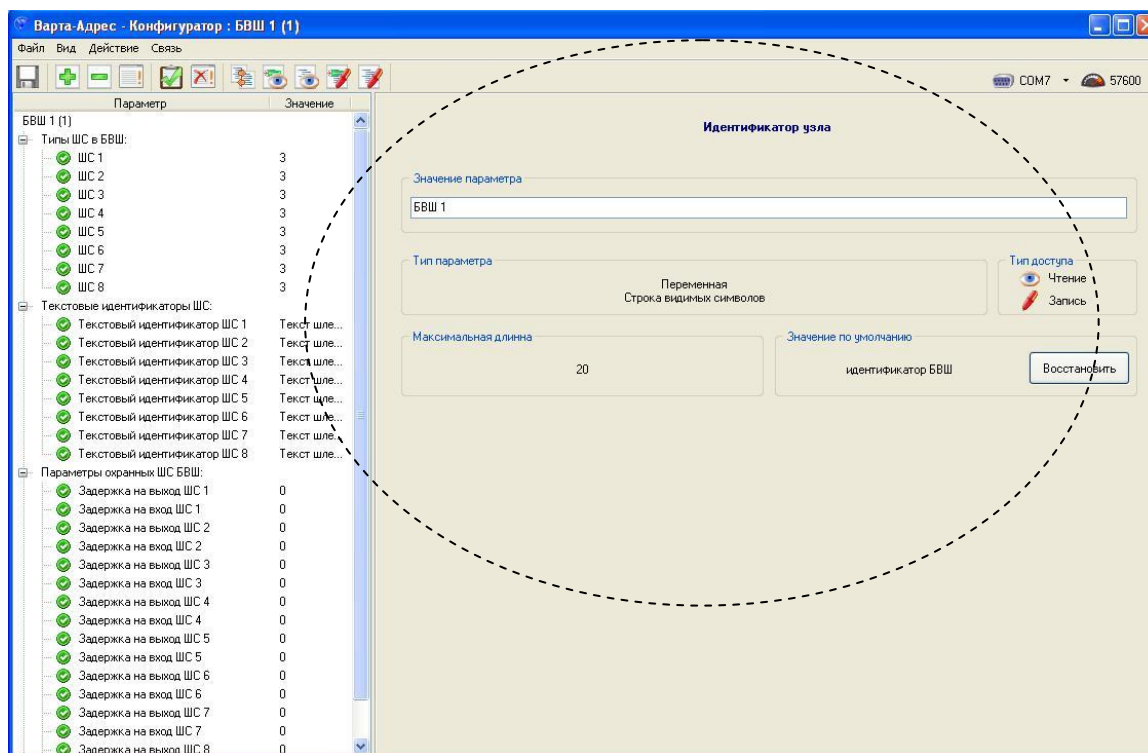 Варта-Адрес - Конфигуратор : БВШ 1 (1)
Файл Вид Действие Связь
COM7 57600
Параметр Значение
БВШ 1 (1)
Типы ШС в БВШ:
ШС 1 3
ШС 2 3
ШС 3 3
ШС 4 3
ШС 5 3
ШС 6 3
ШС 7 3
ШС 8 3
Текстовые идентификаторы ШС:
Текстовый идентификатор ШС 1 Текст шле...
Текстовый идентификатор ШС 2 Текст шле...
Текстовый идентификатор ШС 3 Текст шле...
Текстовый идентификатор ШС 4 Текст шле...
Текстовый идентификатор ШС 5 Текст шле...
Текстовый идентификатор ШС 6 Текст шле...
Текстовый идентификатор ШС 7 Текст шле...
Текстовый идентификатор ШС 8 Текст шле...
Параметры охранных ШС БВШ:
Задержка на выход ШС 1 0
Задержка на вход ШС 1 0
Задержка на выход ШС 2 0
Задержка на вход ШС 2 0
Задержка на выход ШС 3 0
Задержка на вход ШС 3 0
Задержка на выход ШС 4 0
Задержка на вход ШС 4 0
Задержка на выход ШС 5 0
Задержка на вход ШС 5 0
Задержка на выход ШС 6 0
Задержка на вход ШС 6 0
Задержка на выход ШС 7 0
Задержка на вход ШС 7 0
Задержка на выход ШС 8 0
Идентификатор узла
Значение параметра
БВШ 1
Тип параметра
Переменная
Строка видимых символов
Тип доступа
Чтение
Запись
Максимальная длинна
20
Значение по умолчанию
идентификатор БВШ
Восстановить